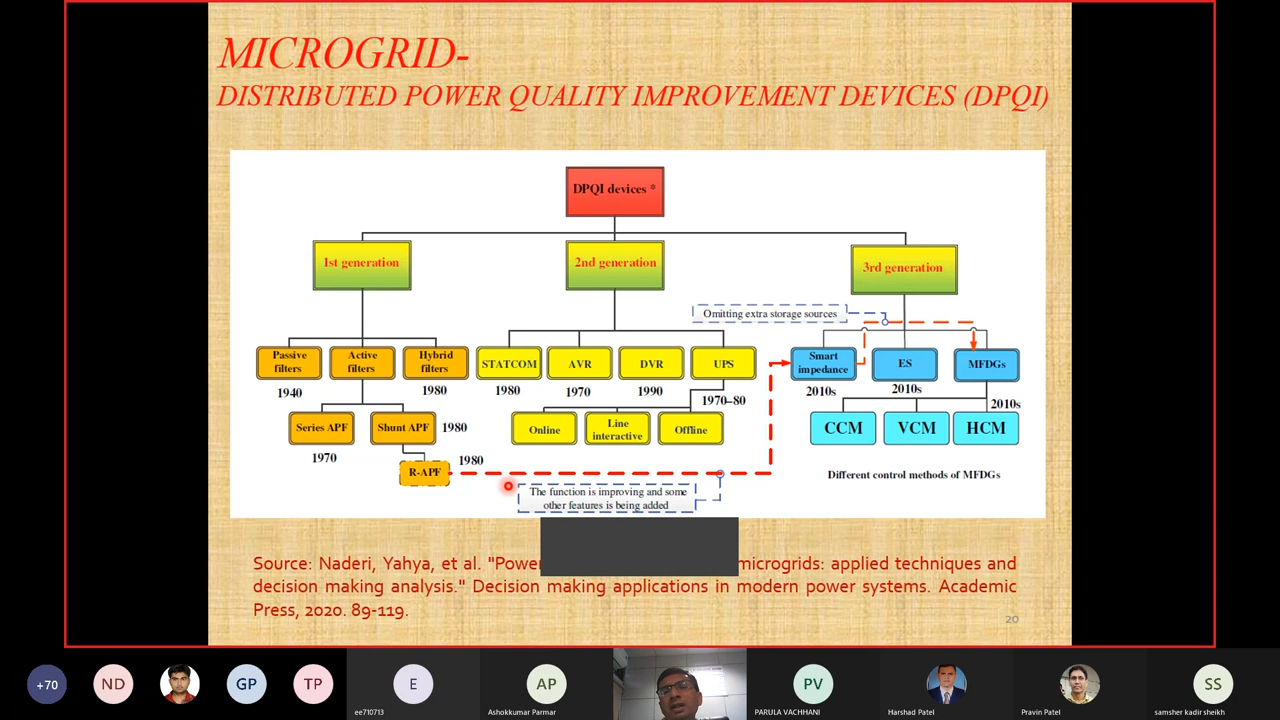 MICROGRID-
DISTRIBUTED POWER QUALITY IMPROVEMENT DEVICES (DPQI)
DPQI devices *
1st generation
2nd generation
3rd generation
Omitting extra storage sources
Passive
filters
Active
filters
Hybrid
filters
STATCOM
AVR
DVR
UPS
Smart
impedance
ES
MFDGs
1940
1980
1980
1970
1990
1970–80
2010s
2010s
2010s
Series APF
Shunt APF
1980
Online
Line
interactive
Offline
CCM
VCM
HCM
1970
1980
R-APF
Different control methods of MFDGs
The function is improving and some
other features is being added
Source: Naderi, Yahya, et al. "Power microgrids: applied techniques and
decision making analysis." Decision making applications in modern power systems. Academic
Press, 2020. 89-119.
20
+70
ND
GP
TP
E
AP
PV
SS
ee710713
Ashokkumar Parmar
PARULA VACHHANI
Harshad Patel
Pravin Patel
samsher kadir sheikh